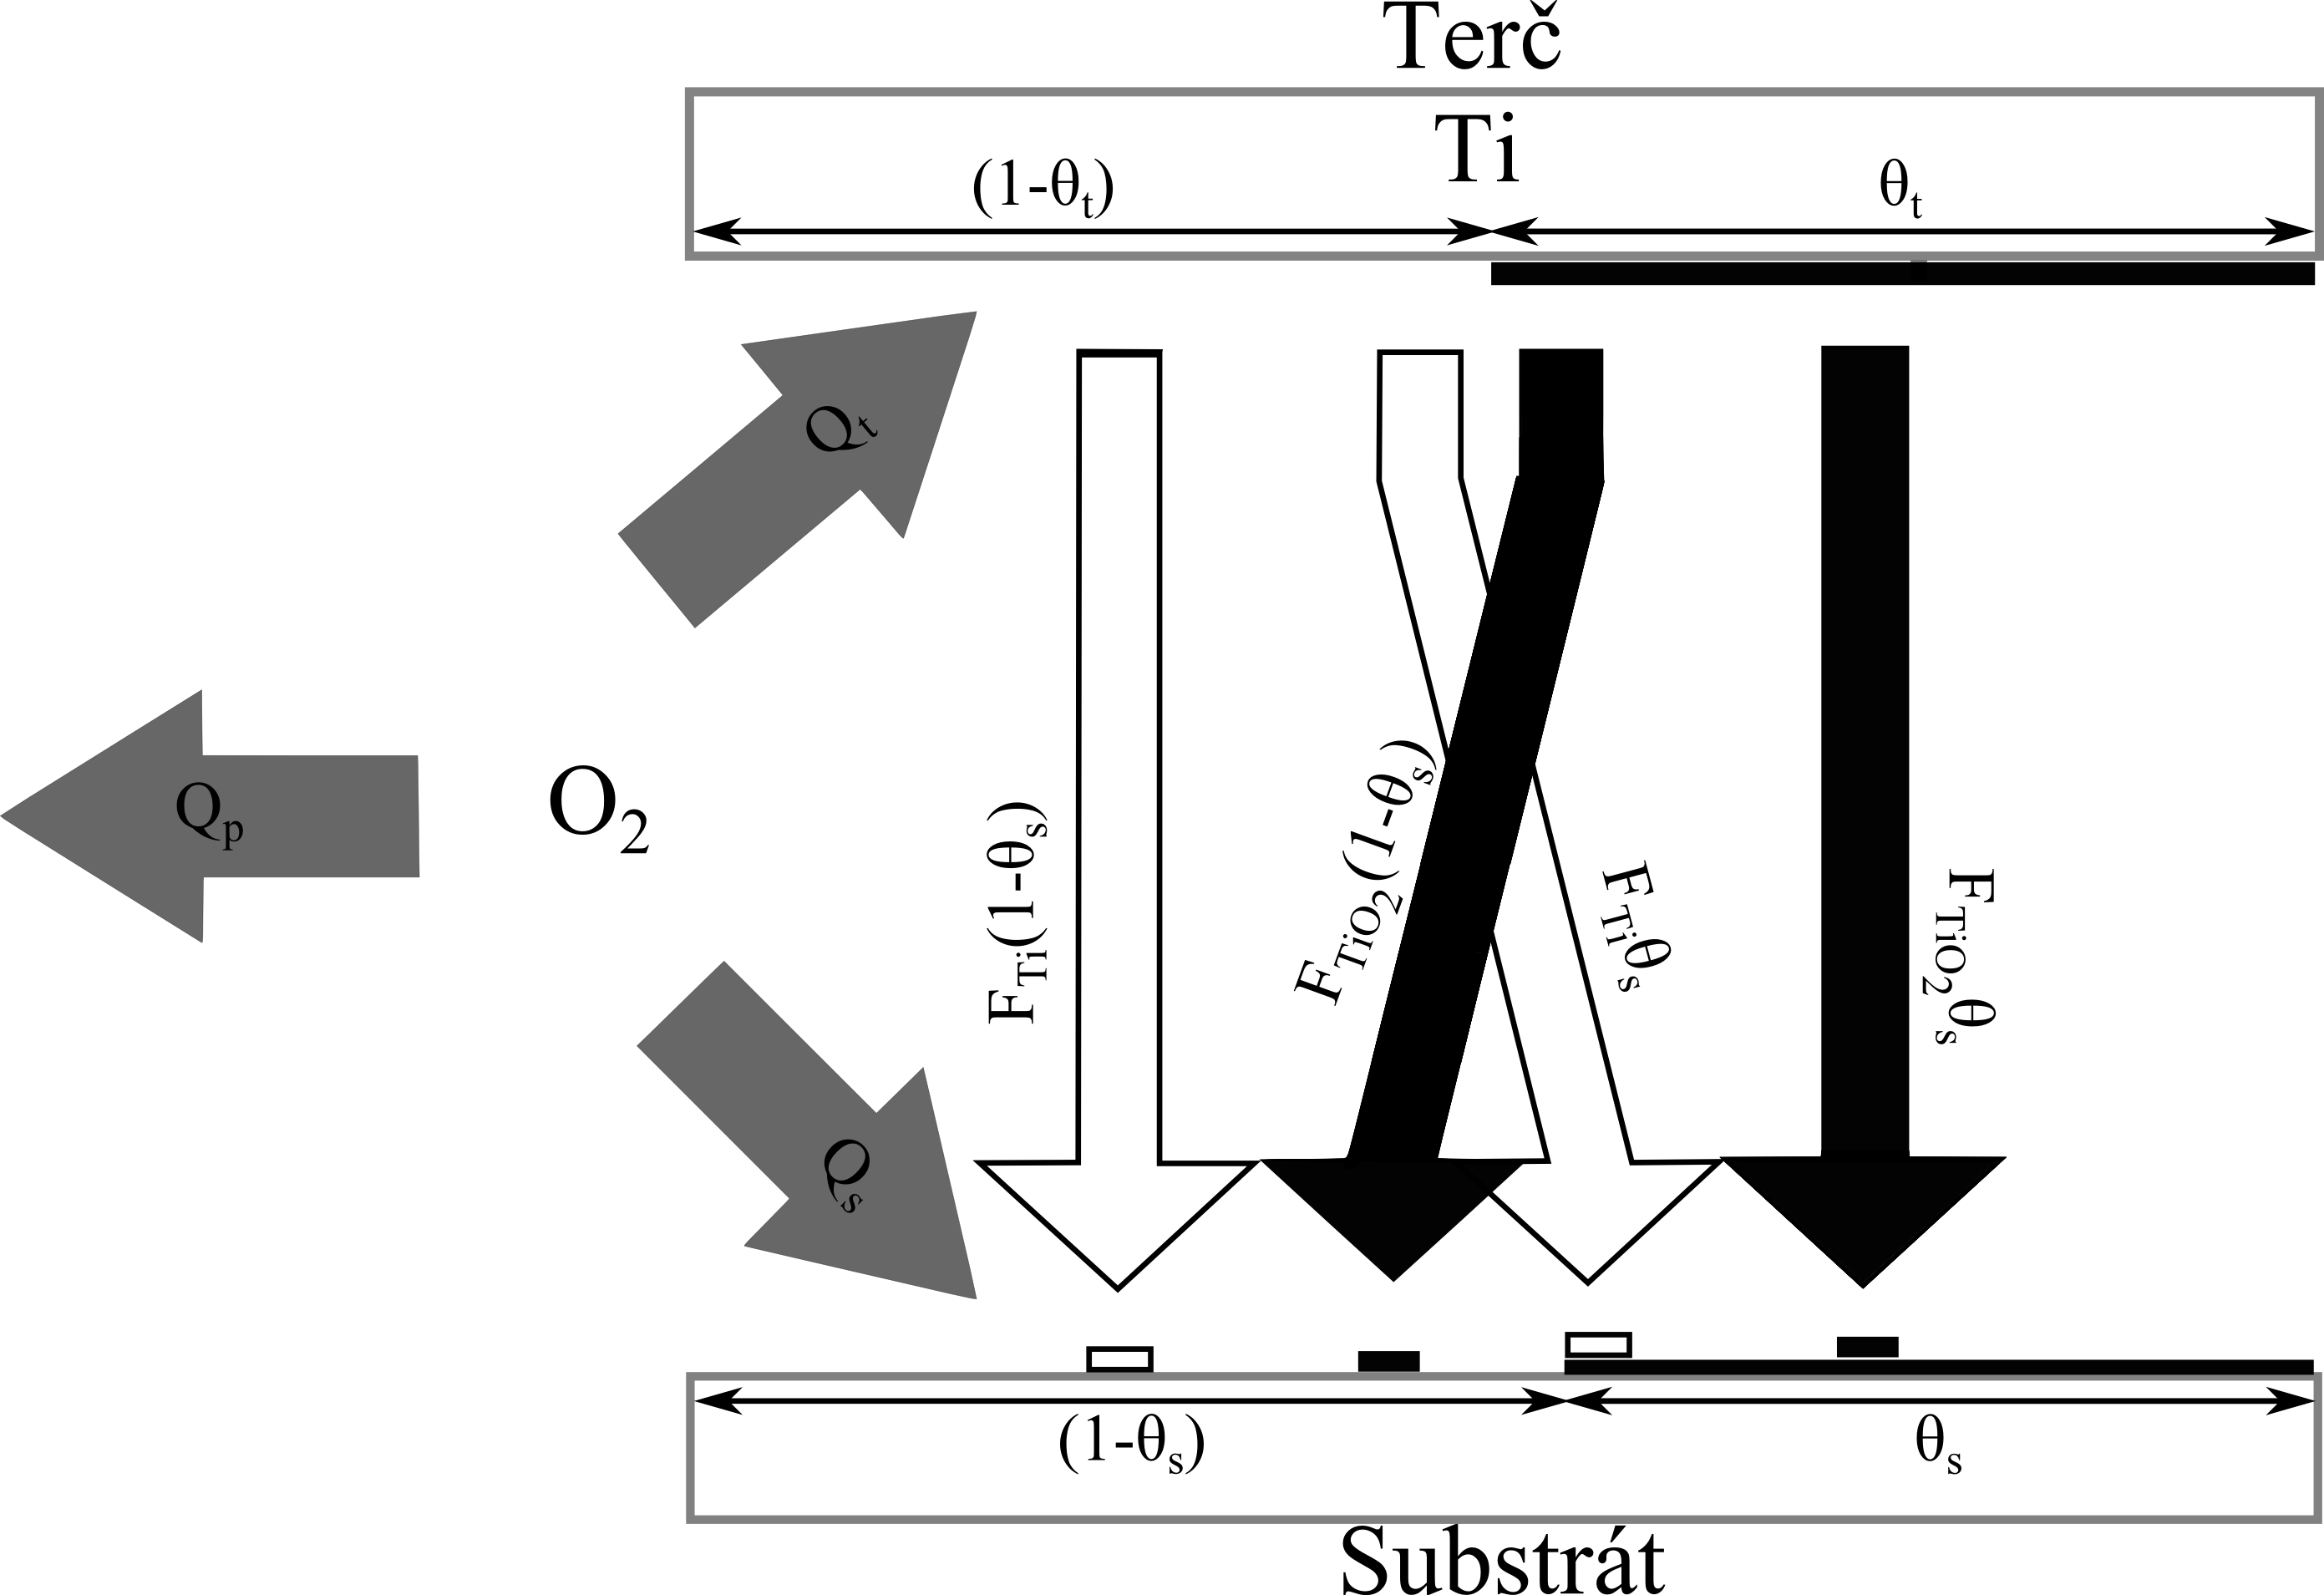 Terč
Ti
(1-θt)
θt
Qt
Qp
O2
Qs
FTi(1-θs)
FTiO2(1-θs)
FTiθs
FTiO2θs
(1-θs)
θs
Substrát